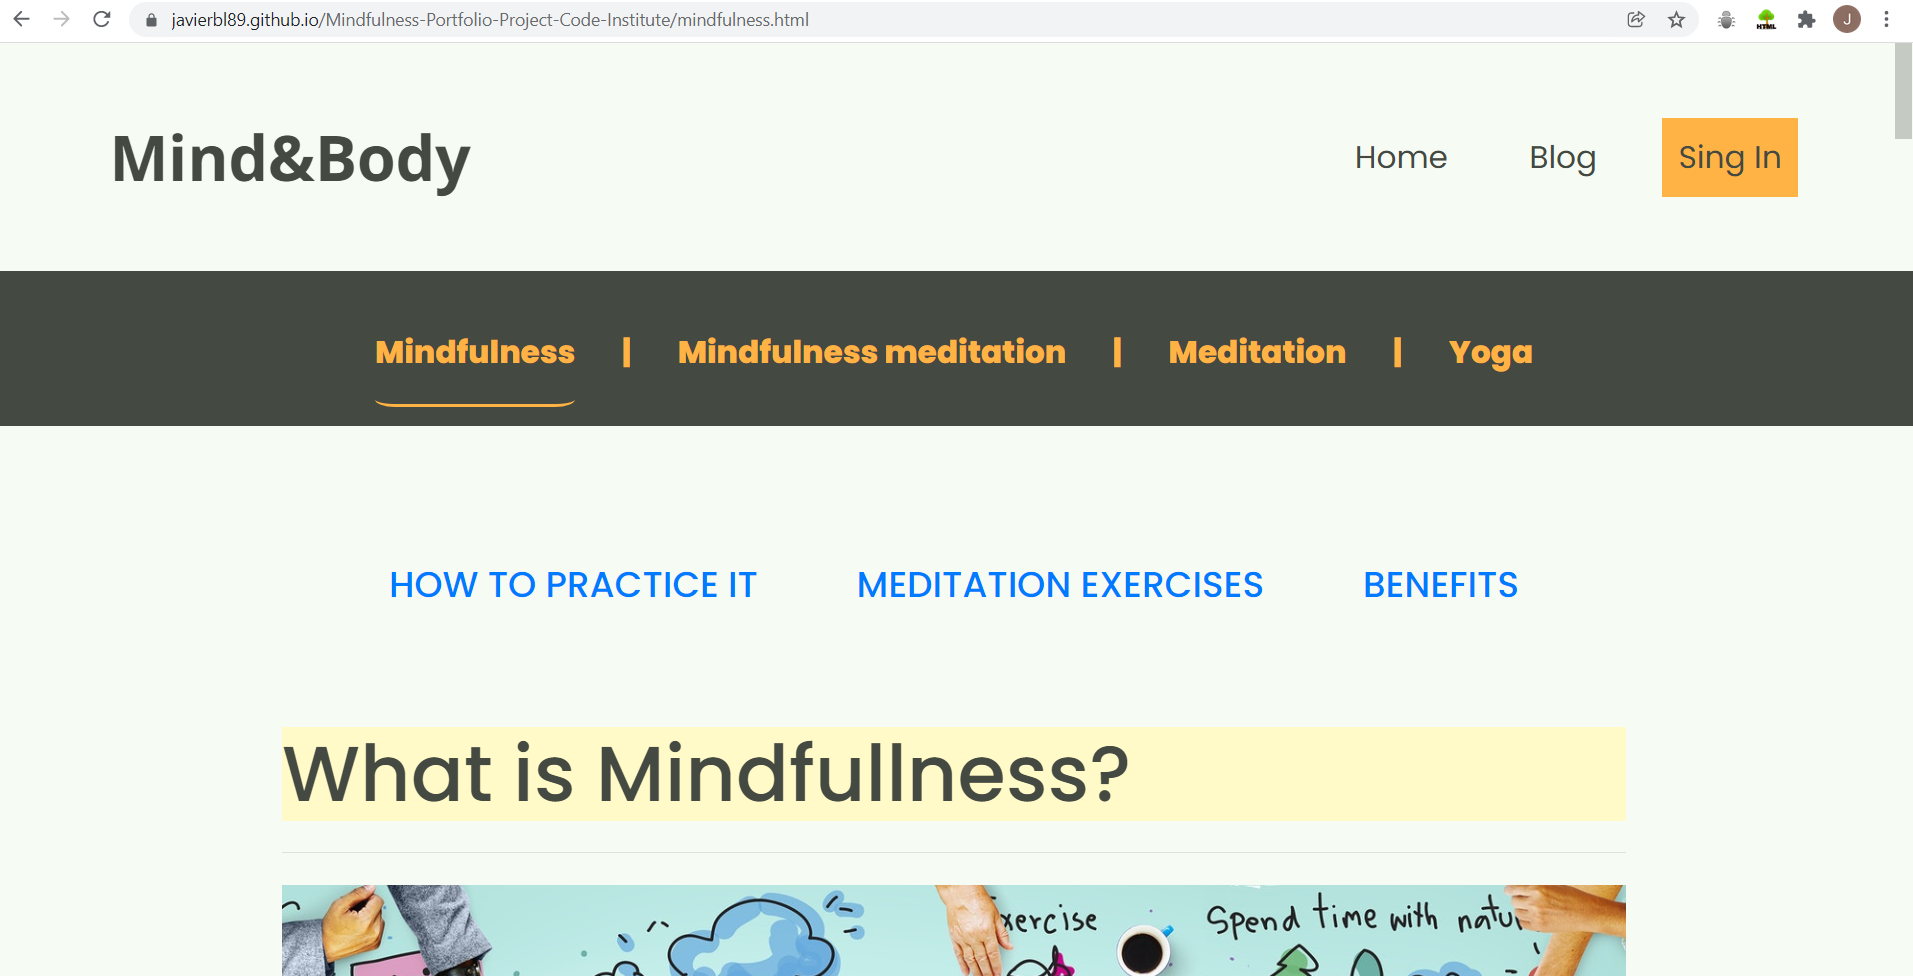 javierbl89.github.io/Mindfulness-Portfolio-Project-Code-Institute/mindfulness.html
HTML
J
Mind&Body
Home Blog Sing In
Mindfulness | Mindfulness meditation | Meditation | Yoga
HOW TO PRACTICE IT MEDITATION EXERCISES BENEFITS
What is Mindfullness?
xercise Spend time with natu